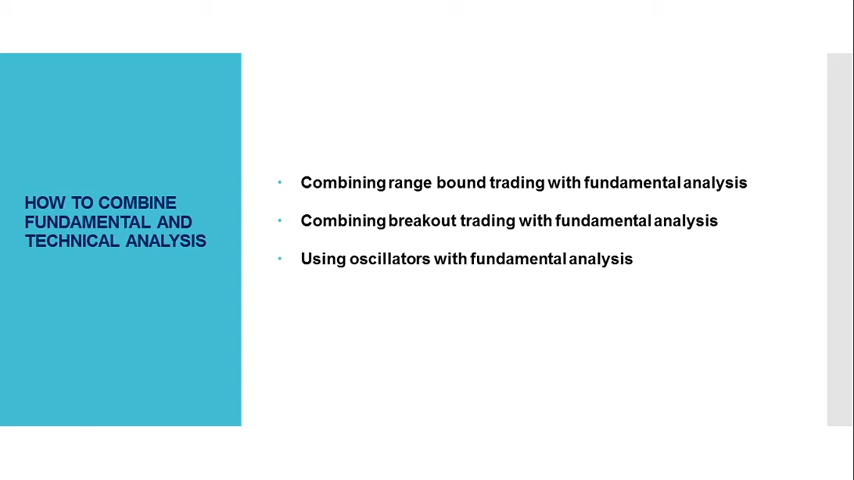 HOW TO COMBINE
FUNDAMENTAL AND
TECHNICAL ANALYSIS
• Combining range bound trading with fundamental analysis
• Combining breakout trading with fundamental analysis
• Using oscillators with fundamental analysis